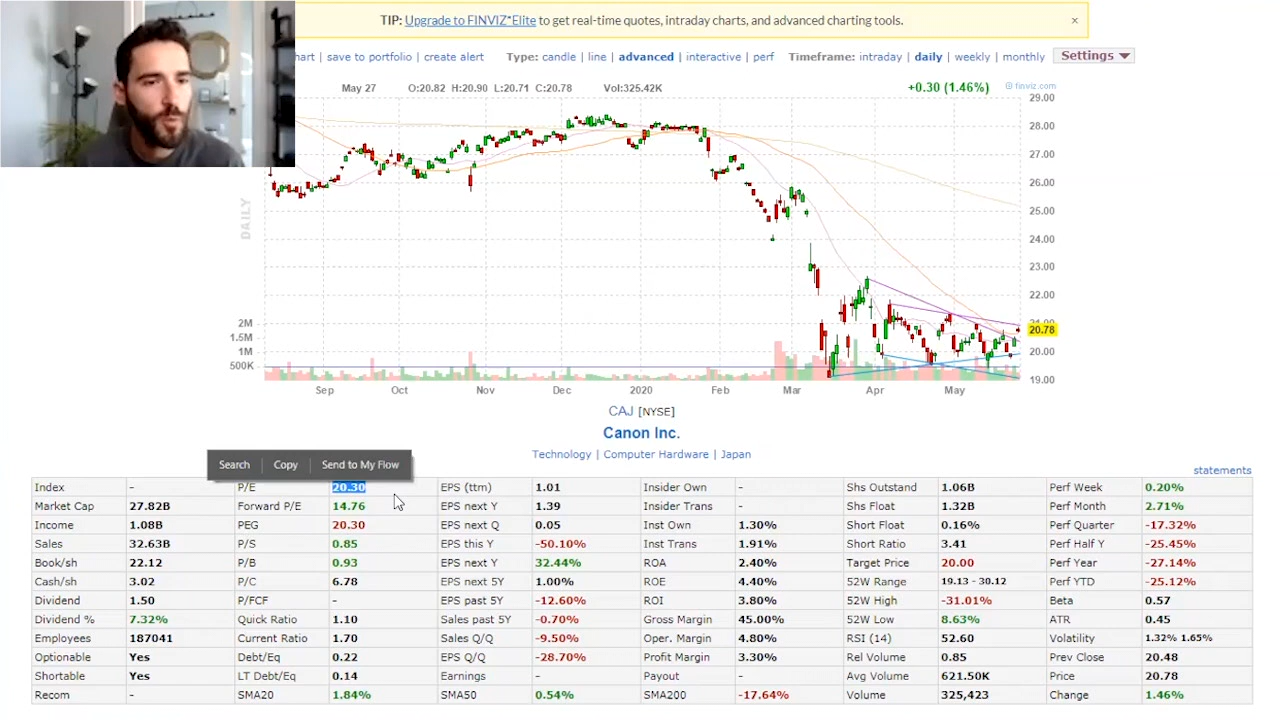 TIP: Upgrade to FINVIZ*Elite to get real-time quotes, intraday charts, and advanced charting tools. ×
hart | save to portfolio | create alert Type: candle | line | advanced | interactive | perf Timeframe: intraday | daily | weekly | monthly Settings
May 27 O:20.82 H:20.90 L:20.71 C:20.78 Vol:325.42K +0.30 (1.46%) © finviz.com
29.00
28.00
27.00
26.00
25.00
DAILY
24.00
23.00
22.00
2M
20.78
1.5M
1M 20.00
500K
19.00
Sep Oct Nov Dec 2020 Feb Mar Apr May
CAJ [NYSE]
Canon Inc.
Technology | Computer Hardware | Japan
Search Copy Send to My Flow
statements
Index - P/E 20.30 EPS (ttm) 1.01 Insider Own - Shs Outstand 1.06B Perf Week 0.20%
Market Cap 27.82B Forward P/E 14.76 EPS next Y 1.39 Insider Trans - Shs Float 1.32B Perf Month 2.71%
Income 1.08B PEG 20.30 EPS next Q 0.05 Inst Own 1.30% Short Float 0.16% Perf Quarter -17.32%
Sales 32.63B P/S 0.85 EPS this Y -50.10% Inst Trans 1.91% Short Ratio 3.41 Perf Half Y -25.45%
Book/sh 22.12 P/B 0.93 EPS next Y 32.44% ROA 2.40% Target Price 20.00 Perf Year -27.14%
Cash/sh 3.02 P/C 6.78 EPS next 5Y 1.00% ROE 4.40% 52W Range 19.13 - 30.12 Perf YTD -25.12%
Dividend 1.50 P/FCF - EPS past 5Y -12.60% ROI 3.80% 52W High -31.01% Beta 0.57
Dividend % 7.32% Quick Ratio 1.10 Sales past 5Y -0.70% Gross Margin 45.00% 52W Low 8.63% ATR 0.45
Employees 187041 Current Ratio 1.70 Sales Q/Q -9.50% Oper. Margin 4.80% RSI (14) 52.60 Volatility 1.32% 1.65%
Optionable Yes Debt/Eq 0.22 EPS Q/Q -28.70% Profit Margin 3.30% Rel Volume 0.85 Prev Close 20.48
Shortable Yes LT Debt/Eq 0.14 Earnings - Payout - Avg Volume 621.50K Price 20.78
Recom - SMA20 1.84% SMA50 0.54% SMA200 -17.64% Volume 325,423 Change 1.46%